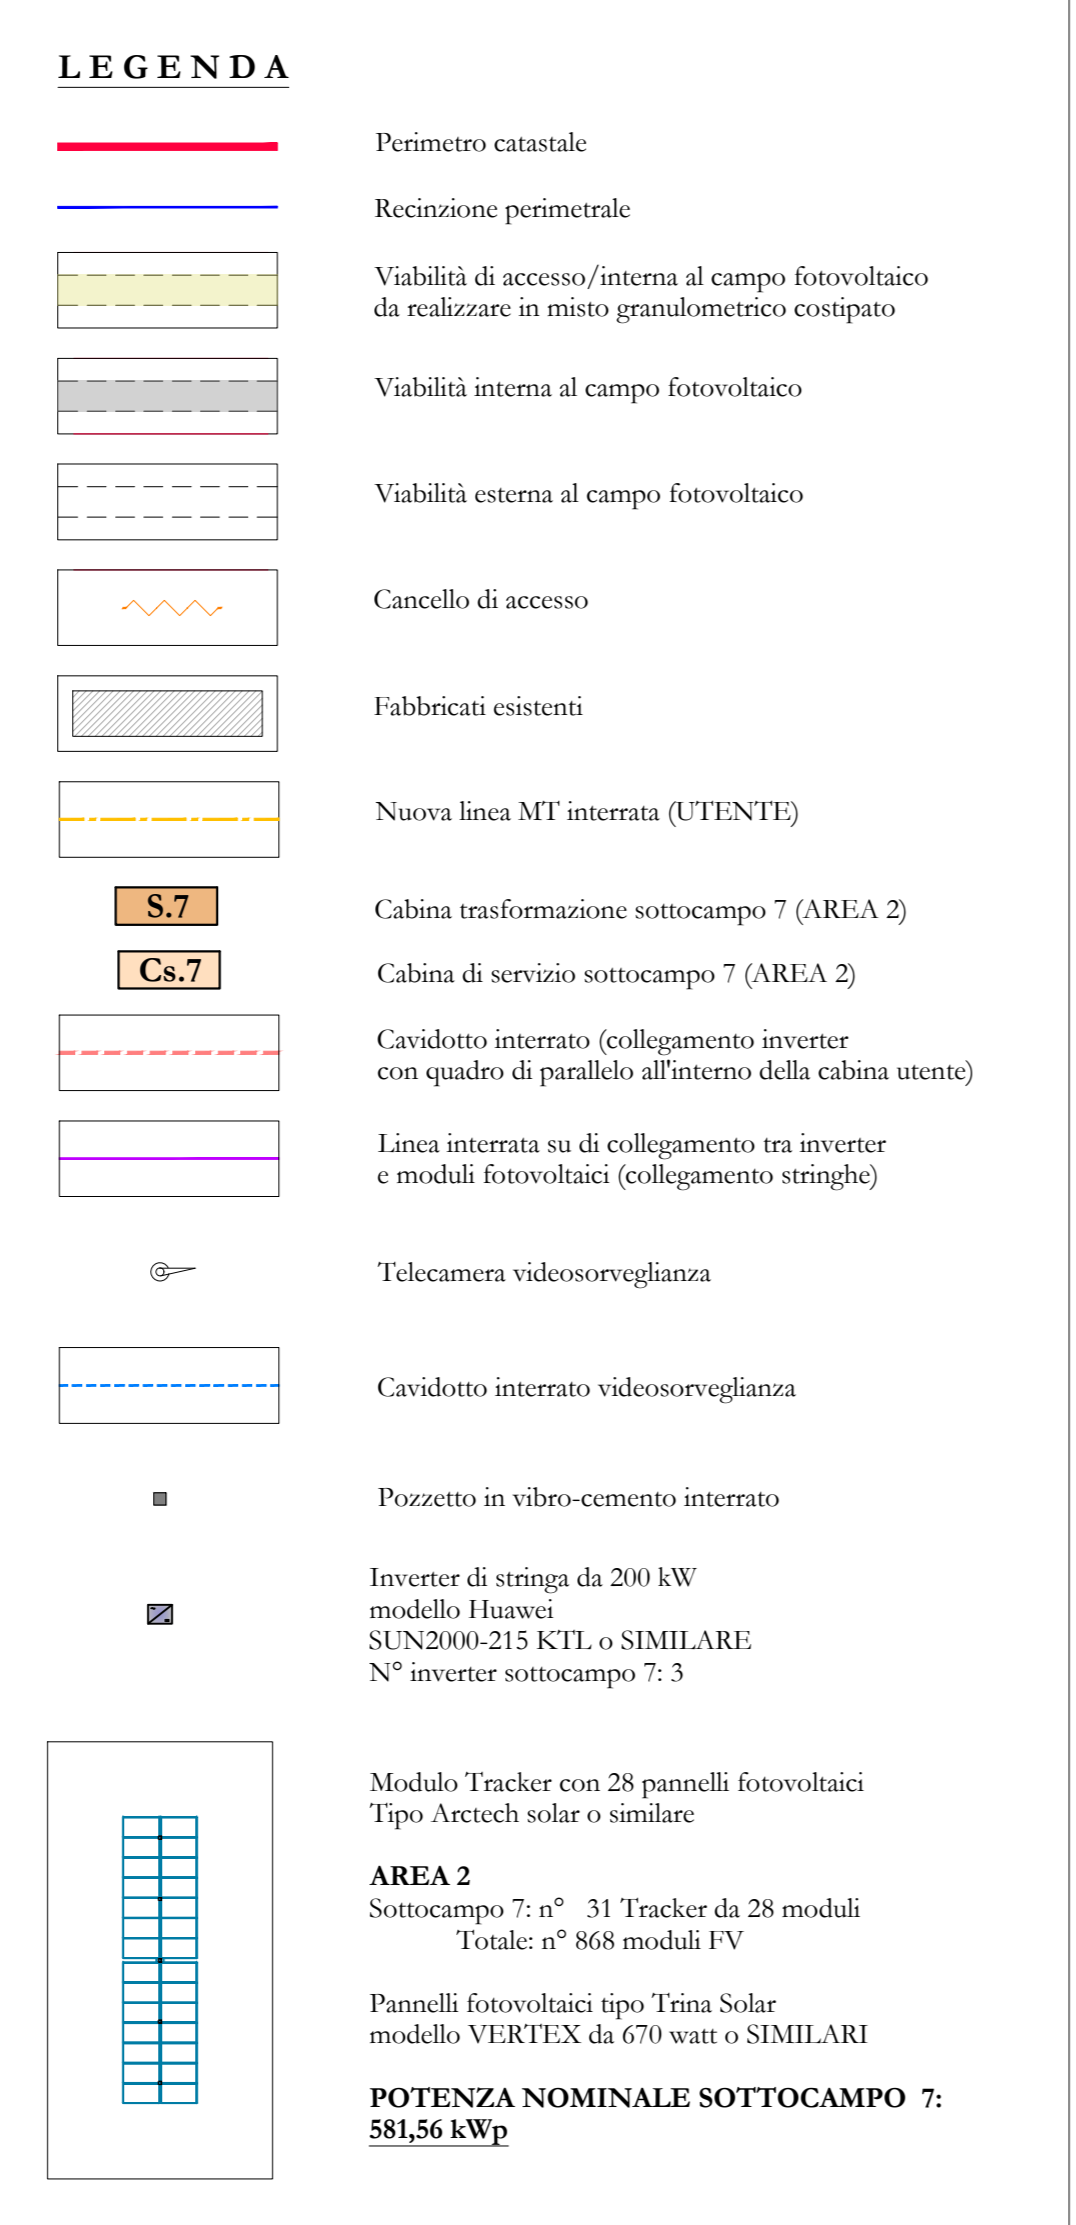 LEGENDA
Perimetro catastale
Recinzione perimetrale
Viabilità di accesso/interna al campo fotovoltaico
da realizzare in misto granulometrico costipato
Viabilità interna al campo fotovoltaico
Viabilità esterna al campo fotovoltaico
Cancello di accesso
Fabbricati esistenti
Nuova linea MT interrata (UTENTE)
S.7
Cabina trasformazione sottocampo 7 (AREA 2)
Cs.7
Cabina di servizio sottocampo 7 (AREA 2)
Cavidotto interrato (collegamento inverter
con quadro di parallelo all'interno della cabina utente)
Linea interrata su di collegamento tra inverter
e moduli fotovoltaici (collegamento stringhe)
Telecamera videosorveglianza
Cavidotto interrato videosorveglianza
Pozzetto in vibro-cemento interrato
Inverter di stringa da 200 kW
modello Huawei
SUN2000-215 KTL o SIMILARE
N° inverter sottocampo 7: 3
Modulo Tracker con 28 pannelli fotovoltaici
Tipo Arctech solar o similare
AREA 2
Sottocampo 7: n° 31 Tracker da 28 moduli
Totale: n° 868 moduli FV
Pannelli fotovoltaici tipo Trina Solar
modello VERTEX da 670 watt o SIMILARI
POTENZA NOMINALE SOTTOCAMPO 7:
581,56 kWp